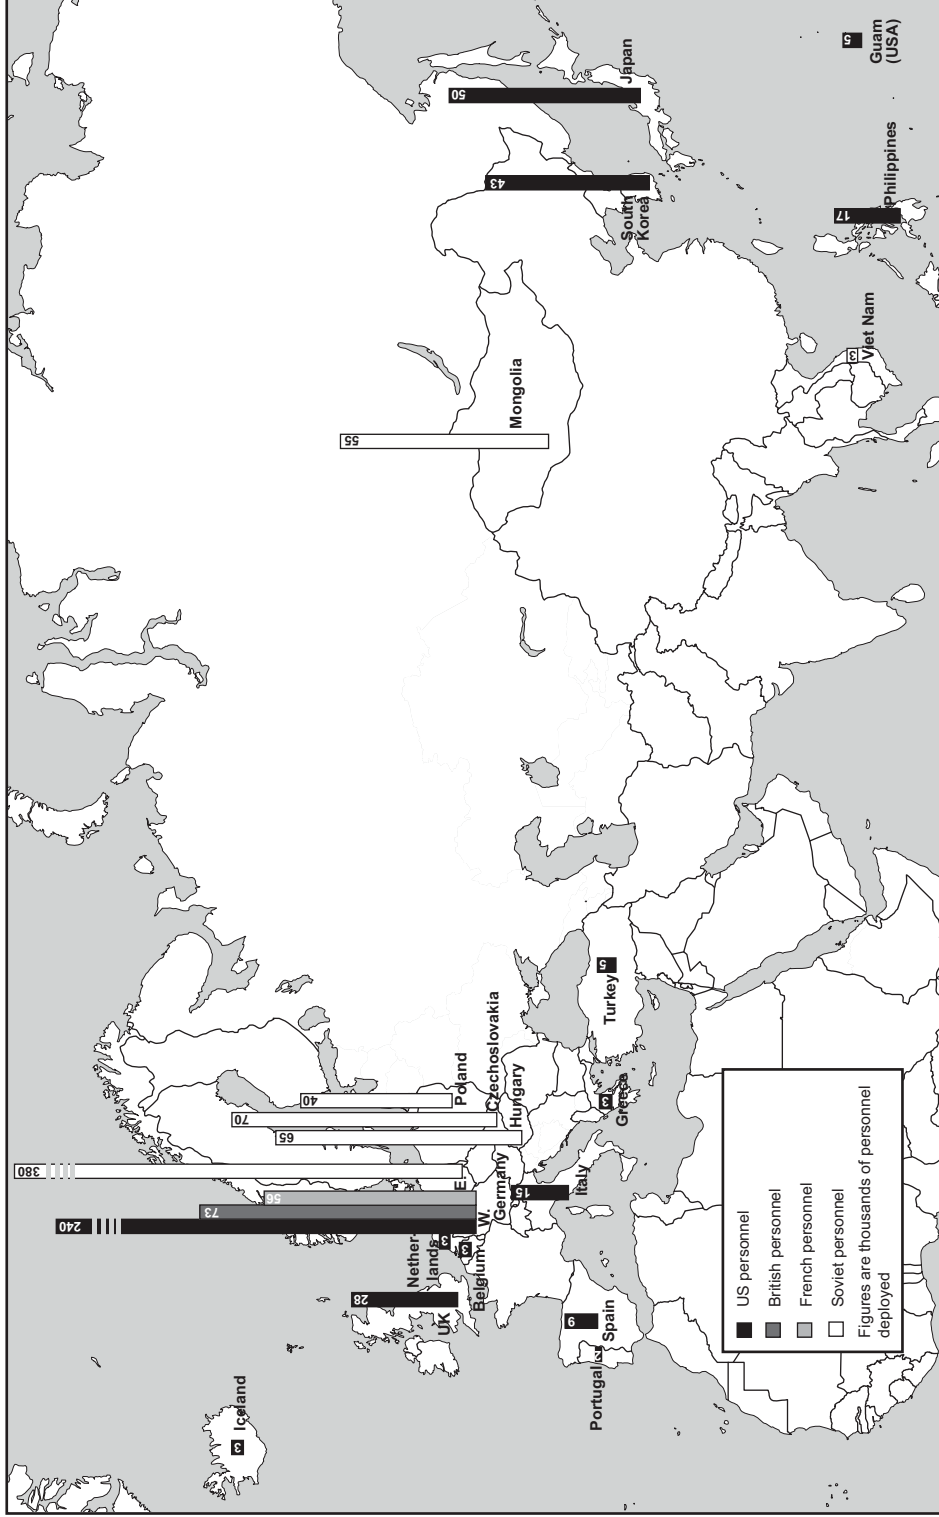 Iceland
3
UK
28
Nether-
lands
3
Belgium
3
W.
Germany
240
73
56
E.
380
Poland
40
Czechoslovakia
70
Hungary
65
Portugal
2
Spain
9
Italy
15
Greece
3
Turkey
5
Mongolia
55
Viet Nam
3
South
Korea
43
Japan
50
Philippines
17
Guam
(USA)
5
US personnel
British personnel
French personnel
Soviet personnel
Figures are thousands of personnel
deployed